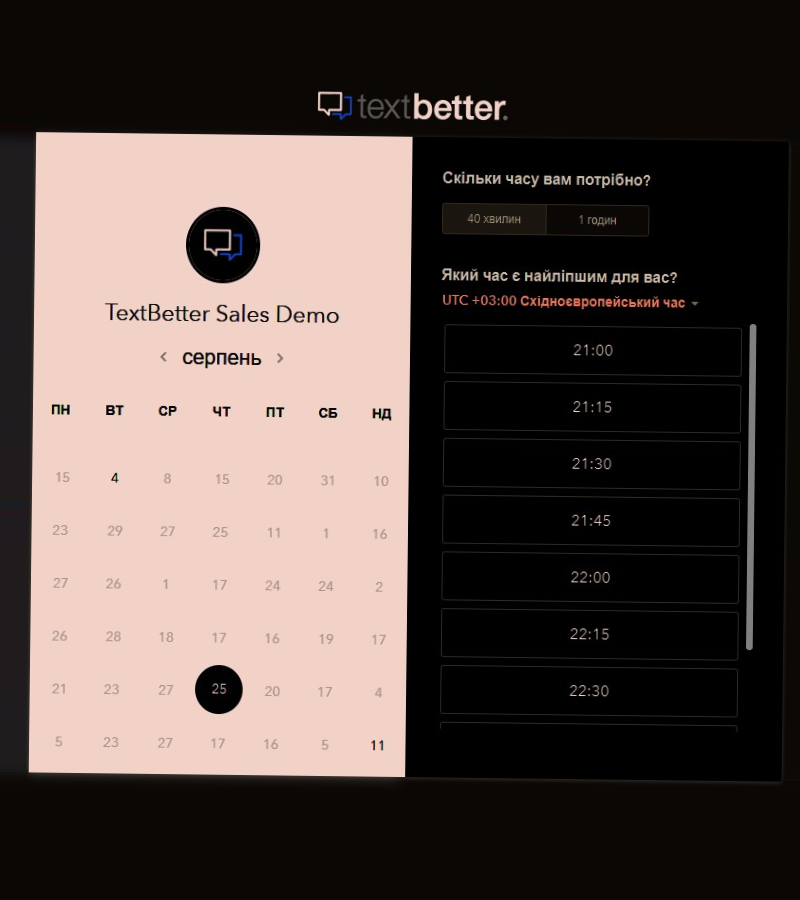 textbetter.
TextBetter Sales Demo
серпень
ПН ВТ СР ЧТ ПТ СБ НД
15 4 8 15 20 31 10
23 29 27 25 11 1 16
27 26 1 17 24 24 2
26 28 18 17 16 19 17
21 23 27 25 20 17 4
5 23 27 17 16 5 11
Скільки часу вам потрібно?
40 хвилин 1 годин
Який час є найліпшим для вас?
UTC +03:00 Східноєвропейський час
21:00
21:15
21:30
21:45
22:00
22:15
22:30